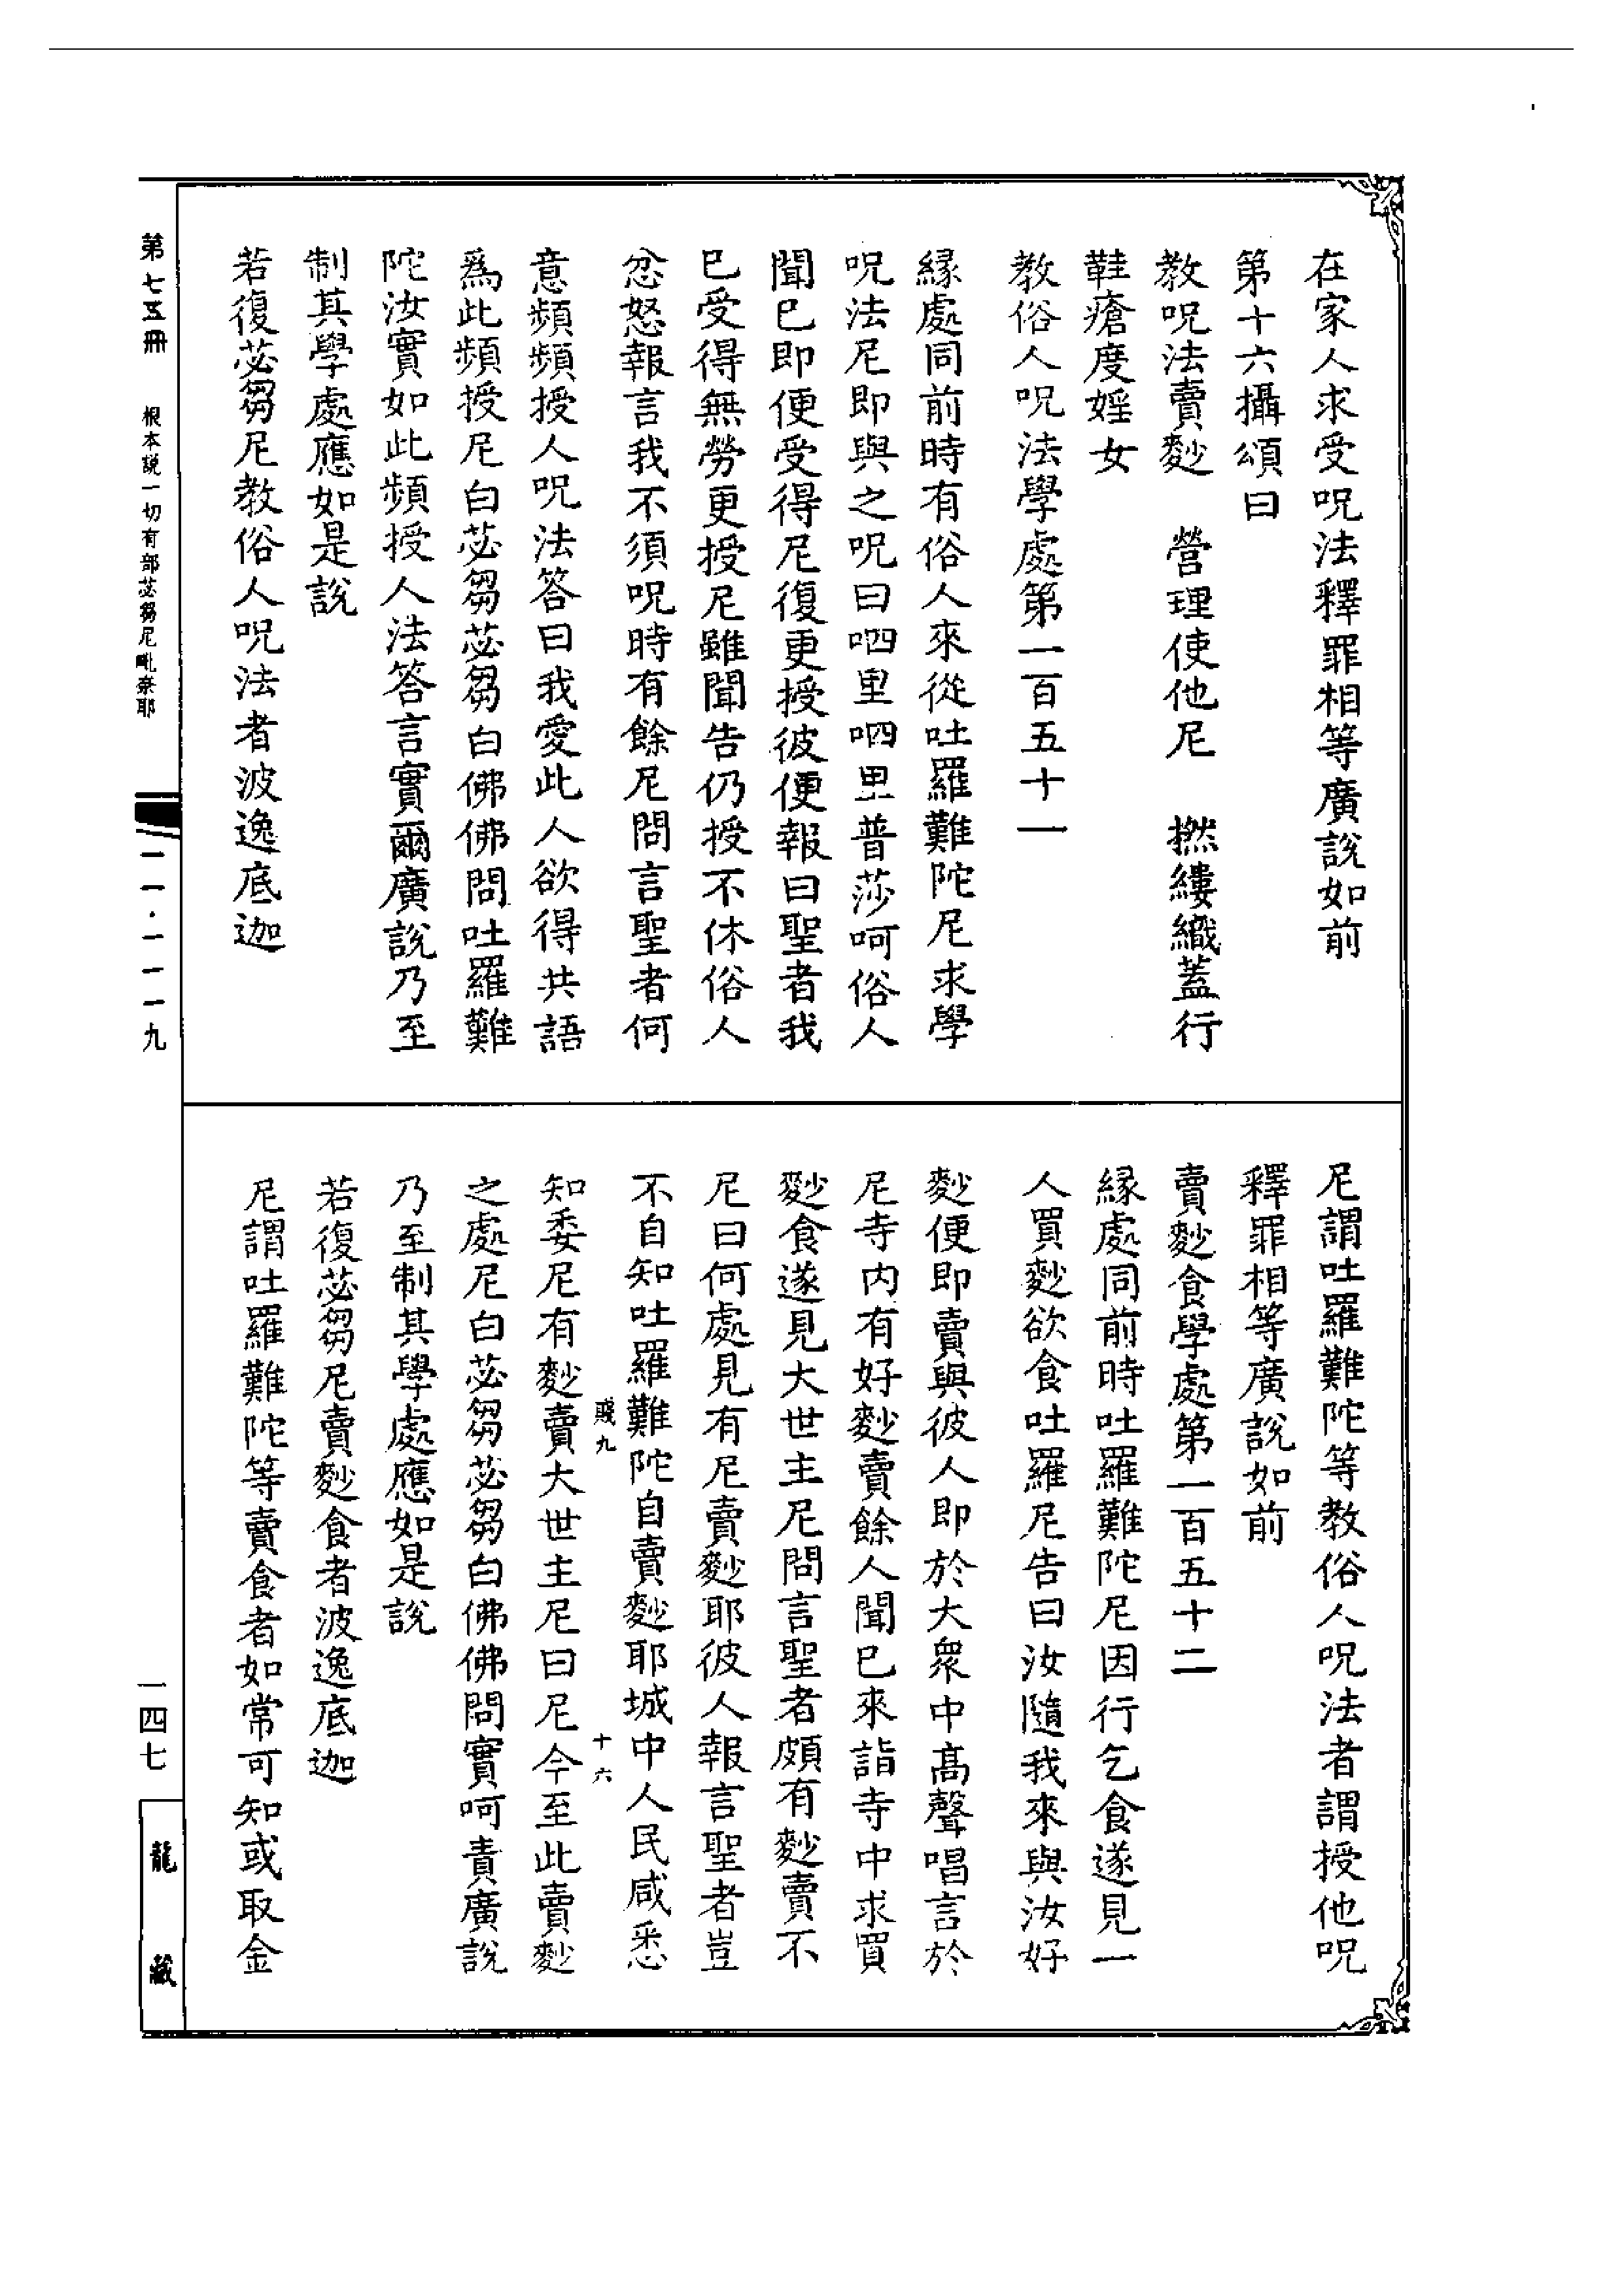 在家人求受呪法釋罪相等廣說如前
第十六攝頌曰
教呪法賣麨　營理使他尼　撚縷織蓋行
鞋瘡度婬女
教俗人呪法學處第一百五十一
緣處同前時有俗人來從吐羅難陀尼求學
呪法尼即與之呪曰呬里呬里普莎呵俗人
聞已即便受得尼復更授彼便報曰聖者我
已受得無勞更授尼雖聞告仍授不休俗人
忿怒報言我不須呪時有餘尼問言聖者何
意頻頻授人呪法答曰我愛此人欲得共語
爲此頻授尼白苾芻苾芻白佛佛問吐羅難
陀汝實如此頻授人法答言實爾廣說乃至
制其學處應如是說
若復苾芻尼教俗人呪法者波逸底迦
尼謂吐羅難陀等教俗人呪法者謂授他呪
釋罪相等廣說如前
賣麨食學處第一百五十二
緣處同前時吐羅難陀尼因行乞食遂見一
人買麨欲食吐羅尼告曰汝隨我來與汝好
麨便即賣與彼人即於大衆中高聲唱言於
尼寺内有好麨賣餘人聞已來詣寺中求買
麨食遂見大世主尼問言聖者頗有麨賣不
尼曰何處見有尼賣麨耶彼人報言聖者豈
不自知吐羅難陀自賣麨耶城中人民咸悉
知委尼有麨賣大世主尼曰尼今至此賣麨
之處尼白苾芻苾芻白佛佛問實呵責廣說
乃至制其學處應如是說
若復苾芻尼賣麨食者波逸底迦
尼謂吐羅難陀等賣食者如常可知或取金
九
十六
第七五冊　根本說一切有部苾芻尼毗奈耶
一一·一一一九
一四七
龍藏